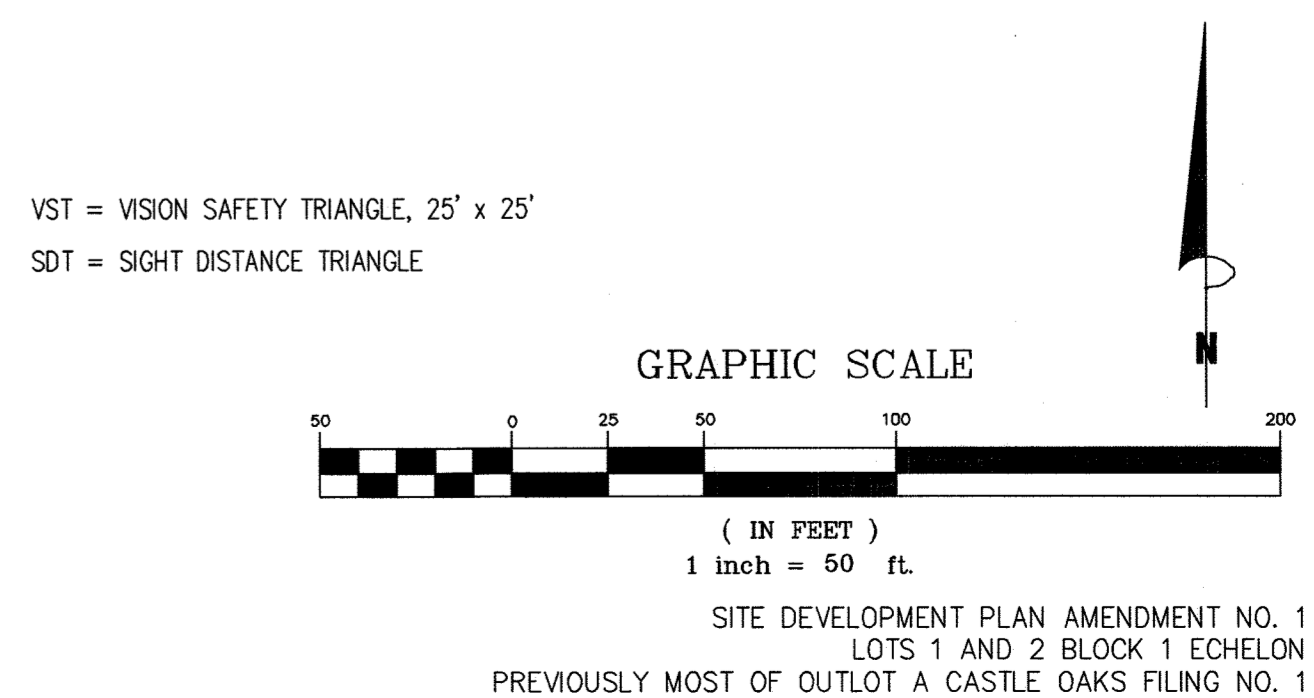 VST = VISION SAFETY TRIANGLE, 25' x 25'
SDT = SIGHT DISTANCE TRIANGLE
N
GRAPHIC SCALE
50 0 25 50 100 200
( IN FEET )
1 inch = 50 ft.
SITE DEVELOPMENT PLAN AMENDMENT NO. 1
LOTS 1 AND 2 BLOCK 1 ECHELON
PREVIOUSLY MOST OF OUTLOT A CASTLE OAKS FILING NO. 1